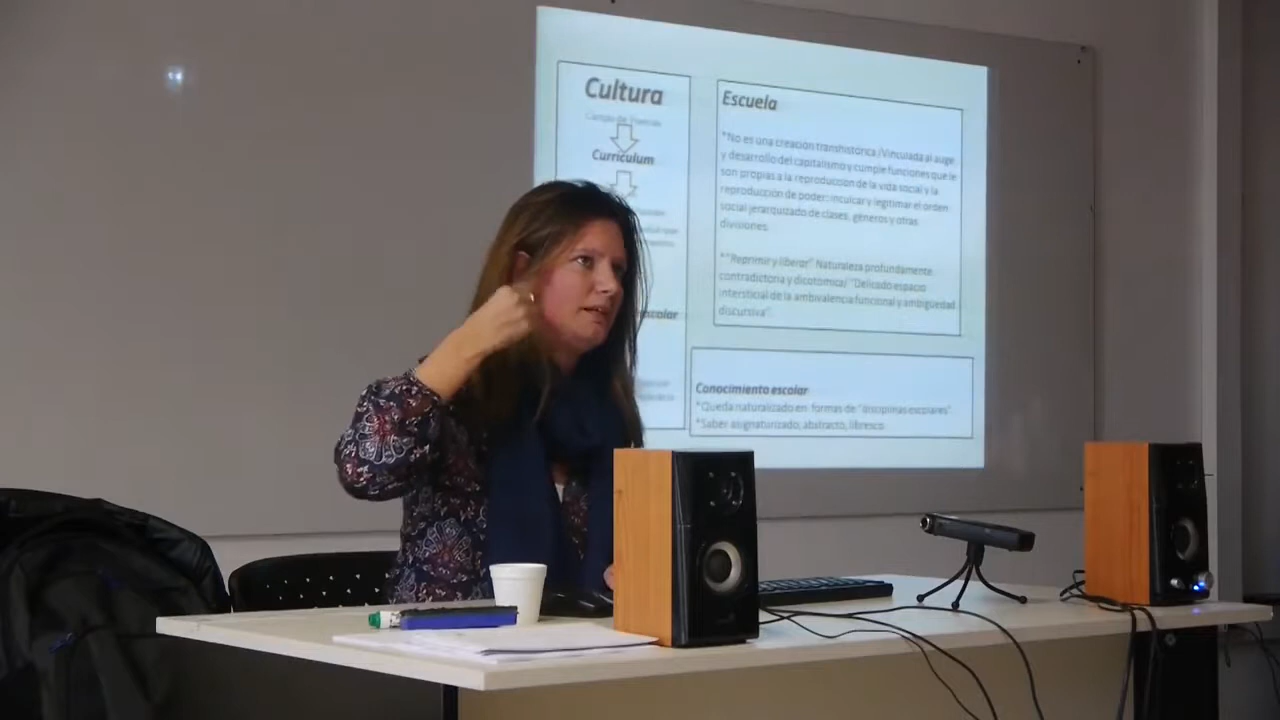 Cultura
Campo de
Curriculum
escolar
Escuela
*No es una creación transhistórica /Vinculada al auge
y desarrollo del capitalismo y cumple funciones que le
son propias a la reproducción de la vida social y la
reproducción de poder: inculcar y legitimar el orden
social jerarquizado de clases, géneros y otras
divisiones.
*"Reprimir y liberar" Naturaleza profundamente
contradictoria y dicotómica/ "Delicado espacio
intersticial de la ambivalencia funcional y ambigüedad
discursiva".
Conocimiento escolar
*Queda naturalizado en formas de "disciplinas escolares"
*Saber asignaturizado, abstracto, libresco